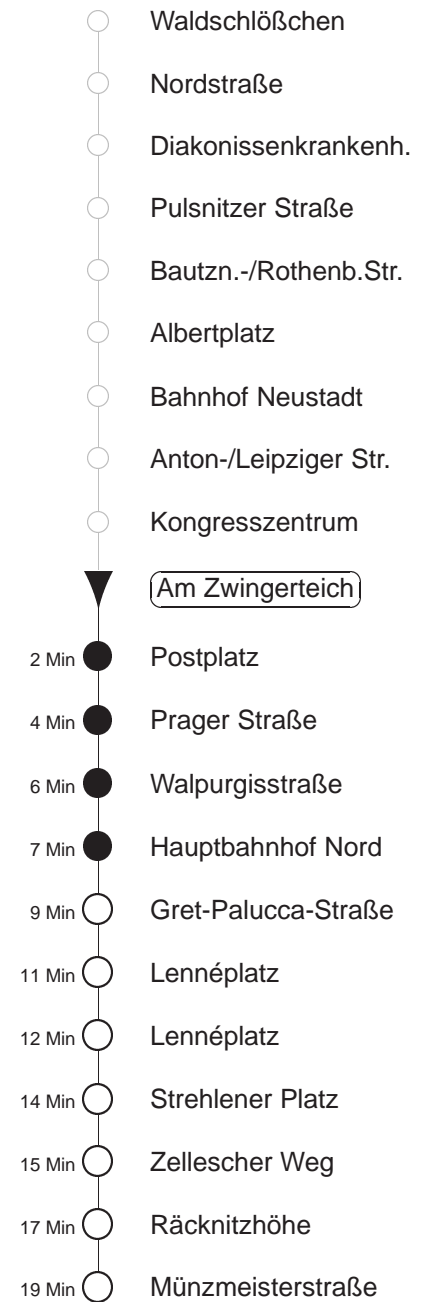 Waldschlößchen
Nordstraße
Diakonissenkrankenh.
Pulsnitzer Straße
Bautzn.-/Rothenb.Str.
Albertplatz
Bahnhof Neustadt
Anton-/Leipziger Str.
Kongresszentrum
Am Zwingerteich
2 Min Postplatz
4 Min Prager Straße
6 Min Walpurgisstraße
7 Min Hauptbahnhof Nord
9 Min Gret-Palucca-Straße
11 Min Lennéplatz
12 Min Lennéplatz
14 Min Strehlener Platz
15 Min Zellescher Weg
17 Min Räcknitzhöhe
19 Min Münzmeisterstraße